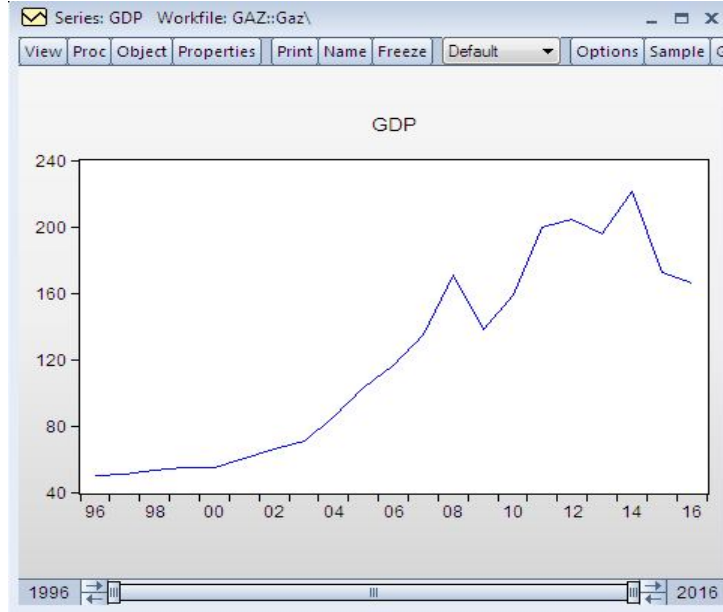 Series: GDP Workfile: GAZ::Gaz\
View Proc Object Properties Print Name Freeze Default Options Sample G
GDP
240
200
160
120
80
40
96 98 00 02 04 06 08 10 12 14 16
1996 2016